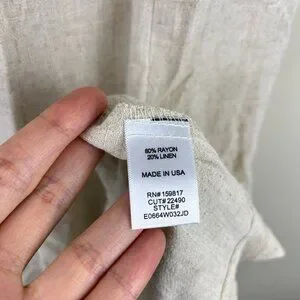 80% RAYON
20% LINEN
MADE IN USA
RN# 159817
CUT# 22490
STYLE#
E0664W032JD